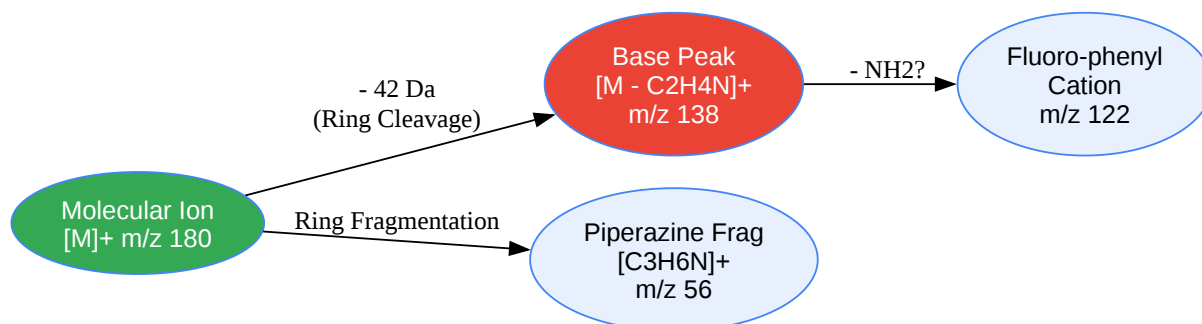 Molecular Ion
[M]+ m/z 180
- 42 Da
(Ring Cleavage)
Ring Fragmentation
Base Peak
[M - C2H4N]+
m/z 138
Piperazine Frag
[C3H6N]+
m/z 56
- NH2?
Fluoro-phenyl
Cation
m/z 122